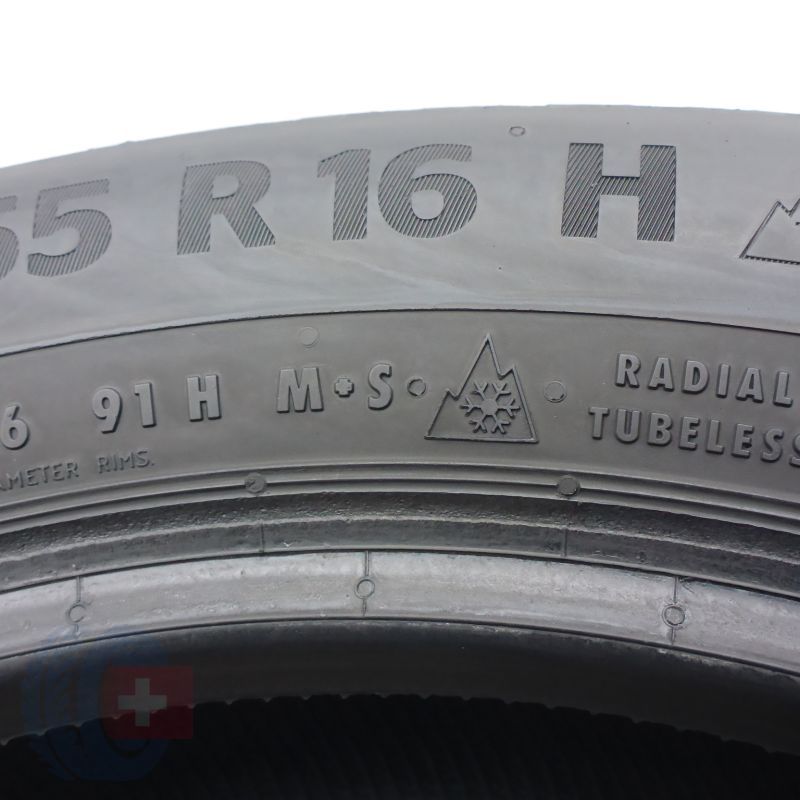 55 R 16 H
6 91 H M+S
RADIAL
TUBELESS
AMETER RIMS.